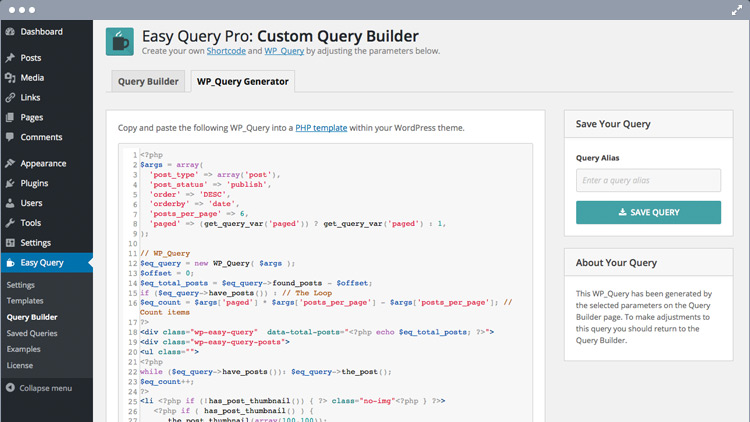 Dashboard
Posts
Media
Links
Pages
Comments
Appearance
Plugins
Users
Tools
Settings
Easy Query
Settings
Templates
Query Builder
Saved Queries
Examples
License
Collapse menu
Easy Query Pro: Custom Query Builder
Create your own Shortcode and WP_Query by adjusting the parameters below.
Query Builder
WP_Query Generator
Copy and paste the following WP_Query into a PHP template within your WordPress theme.
1 <?php
2 $args = array(
3 'post_type' => array('post'),
4 'post_status' => 'publish',
5 'order' => 'DESC',
6 'orderby' => 'date',
7 'posts_per_page' => 6,
8 'paged' => (get_query_var('paged')) ? get_query_var('paged') : 1,
9 );
10
11 // WP_Query
12 $eq_query = new WP_Query( $args );
13 $offset = 0;
14 $eq_total_posts = $eq_query->found_posts - $offset;
15 if ($eq_query->have_posts()) : // The Loop
16 $eq_count = $args['paged'] * $args['posts_per_page'] - $args['posts_per_page']; //
Count items
17 ?>
18 <div class="wp-easy-query" data-total-posts="<?php echo $eq_total_posts; ?>">
19 <div class="wp-easy-query-posts">
20 <ul class="">
21 <?php
22 while ($eq_query->have_posts()): $eq_query->the_post();
23 $eq_count++;
24 ?>
25 <li <?php if (!has_post_thumbnail()) { ?> class="no-img"<?php } ?>>
26 <?php if ( has_post_thumbnail() ) {
27 the_post_thumbnail(array(100,100));
Save Your Query
Query Alias
Enter a query alias
SAVE QUERY
About Your Query
This WP_Query has been generated by
the selected parameters on the Query
Builder page. To make adjustments to
this query you should return to the
Query Builder.